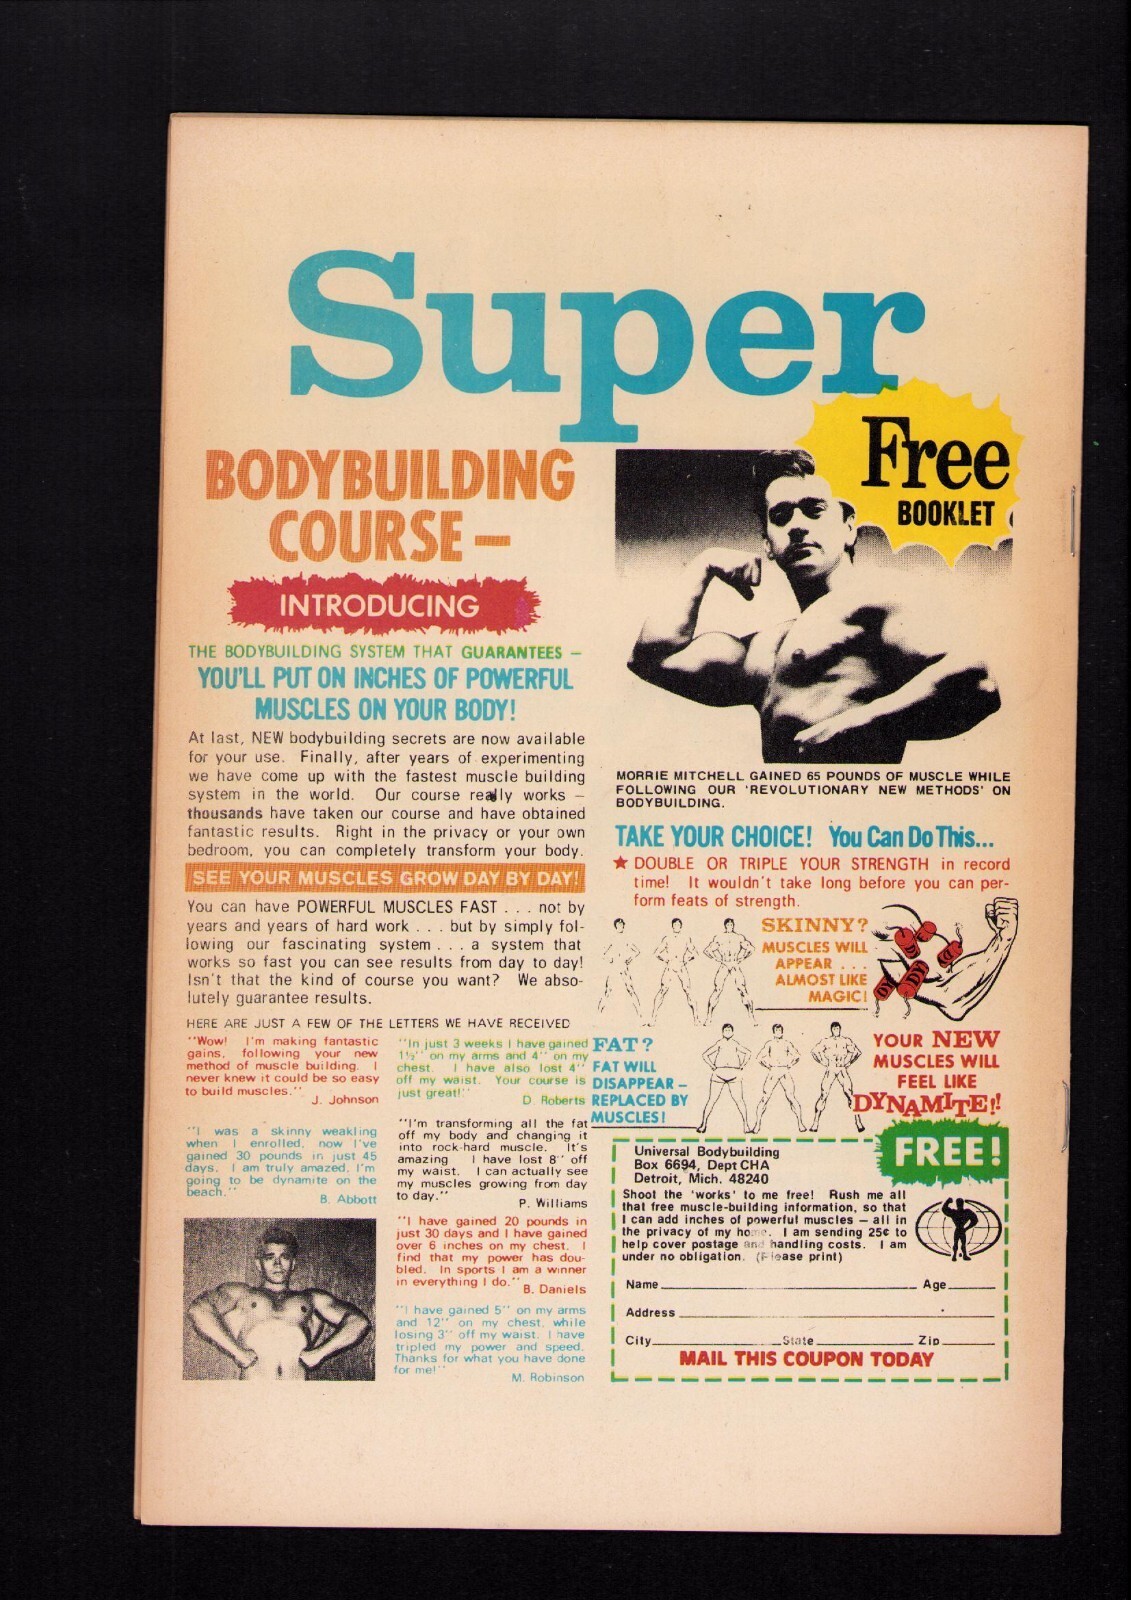 Super
Free
BOOKLET
BODYBUILDING
COURSE —
INTRODUCING
THE BODYBUILDING SYSTEM THAT GUARANTEES —
YOU'LL PUT ON INCHES OF POWERFUL
MUSCLES ON YOUR BODY!
At last, NEW bodybuilding secrets are now available
for your use. Finally, after years of experimenting
we have come up with the fastest muscle building
system in the world. Our course really works —
thousands have taken our course and have obtained
fantastic results. Right in the privacy or your own
bedroom, you can completely transform your body.
SEE YOUR MUSCLES GROW DAY BY DAY!
You can have POWERFUL MUSCLES FAST . . . not by
years and years of hard work . . . but by simply fol-
lowing our fascinating system . . . a system that
works so fast you can see results from day to day!
Isn't that the kind of course you want? We abso-
lutely guarantee results.
HERE ARE JUST A FEW OF THE LETTERS WE HAVE RECEIVED
"Wow! I'm making fantastic
gains, following your new
method of muscle building. I
never knew it could be so easy
to build muscles."
J. Johnson
"I was a skinny weakling
when I enrolled, now I've
gained 30 pounds in just 45
days. I am truly amazed, I'm
going to be dynamite on the
beach."
B. Abbott
"In just 3 weeks I have gained
1½" on my arms and 4" on my
chest. I have also lost 4"
off my waist. Your course is
just great!"
D. Roberts
"I'm transforming all the fat
off my body and changing it
into rock-hard muscle. It's
amazing I have lost 8" off
my waist. I can actually see
my muscles growing from day
to day."
P. Williams
"I have gained 20 pounds in
just 30 days and I have gained
over 6 inches on my chest. I
find that my power has dou-
bled. In sports I am a winner
in everything I do."
B. Daniels
"I have gained 5" on my arms
and 12" on my chest, while
losing 3" off my waist. I have
tripled my power and speed.
Thanks for what you have done
for me!"
M. Robinson
MORRIE MITCHELL GAINED 65 POUNDS OF MUSCLE WHILE
FOLLOWING OUR 'REVOLUTIONARY NEW METHODS' ON
BODYBUILDING.
TAKE YOUR CHOICE! You Can Do This...
★ DOUBLE OR TRIPLE YOUR STRENGTH in record
time! It wouldn't take long before you can per-
form feats of strength.
SKINNY?
MUSCLES WILL
APPEAR . . .
ALMOST LIKE
MAGIC!
DY
DY
D
FAT?
FAT WILL
DISAPPEAR —
REPLACED BY
MUSCLES!
YOUR NEW
MUSCLES WILL
FEEL LIKE
DYNAMITE!!
FREE!
Universal Bodybuilding
Box 6694, Dept CHA
Detroit, Mich. 48240
Shoot the 'works' to me free! Rush me all
that free muscle-building information, so that
I can add inches of powerful muscles — all in
the privacy of my home. I am sending 25¢ to
help cover postage and handling costs. I am
under no obligation. (Please print)
Name Age
Address
City State Zip
MAIL THIS COUPON TODAY